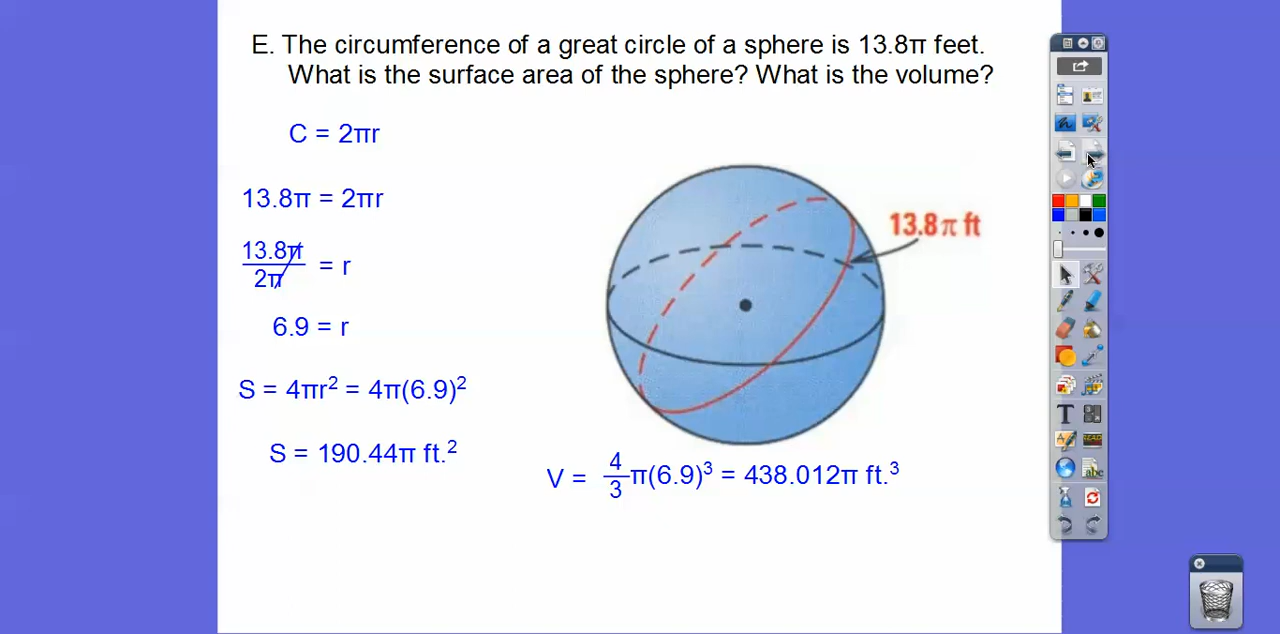 E. The circumference of a great circle of a sphere is 13.8π feet.
What is the surface area of the sphere? What is the volume?
C = 2πr
13.8π = 2πr
13.8π
2π
= r
6.9 = r
S = 4πr² = 4π(6.9)²
S = 190.44π ft.²
13.8π ft
V = 4/3 π(6.9)³ = 438.012π ft.³
T
abc